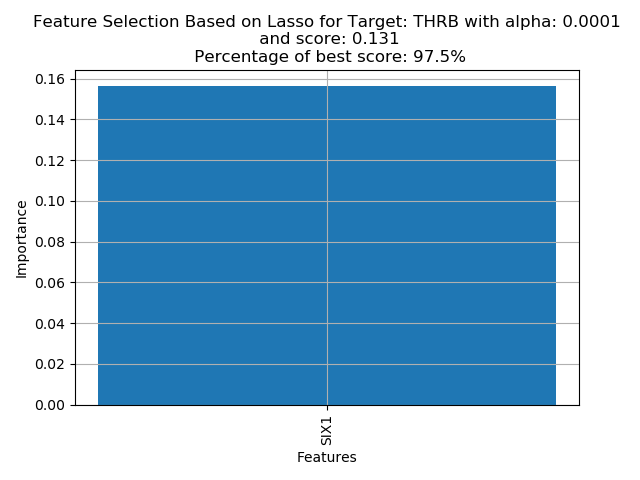 Feature Selection Based on Lasso for Target: THRB with alpha: 0.0001
and score: 0.131
Percentage of best score: 97.5%
0.16
0.14
0.12
0.10
0.08
0.06
0.04
0.02
0.00
Importance
SIX1
Features